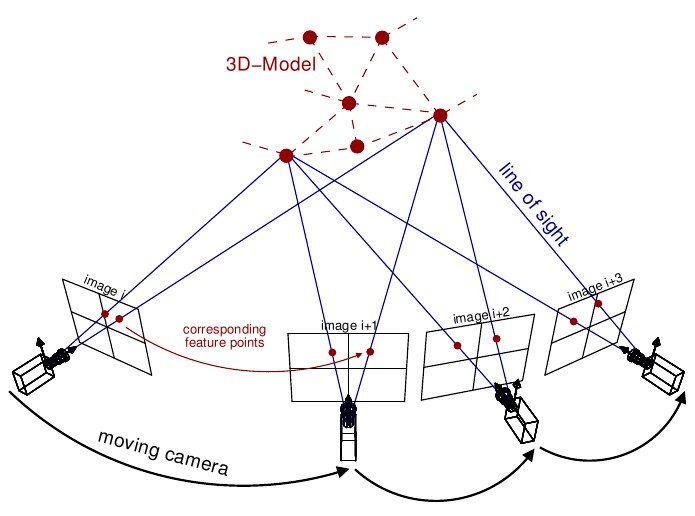 3D–Model
line of sight
image i
image i+1
image i+2
image i+3
corresponding
feature points
moving camera